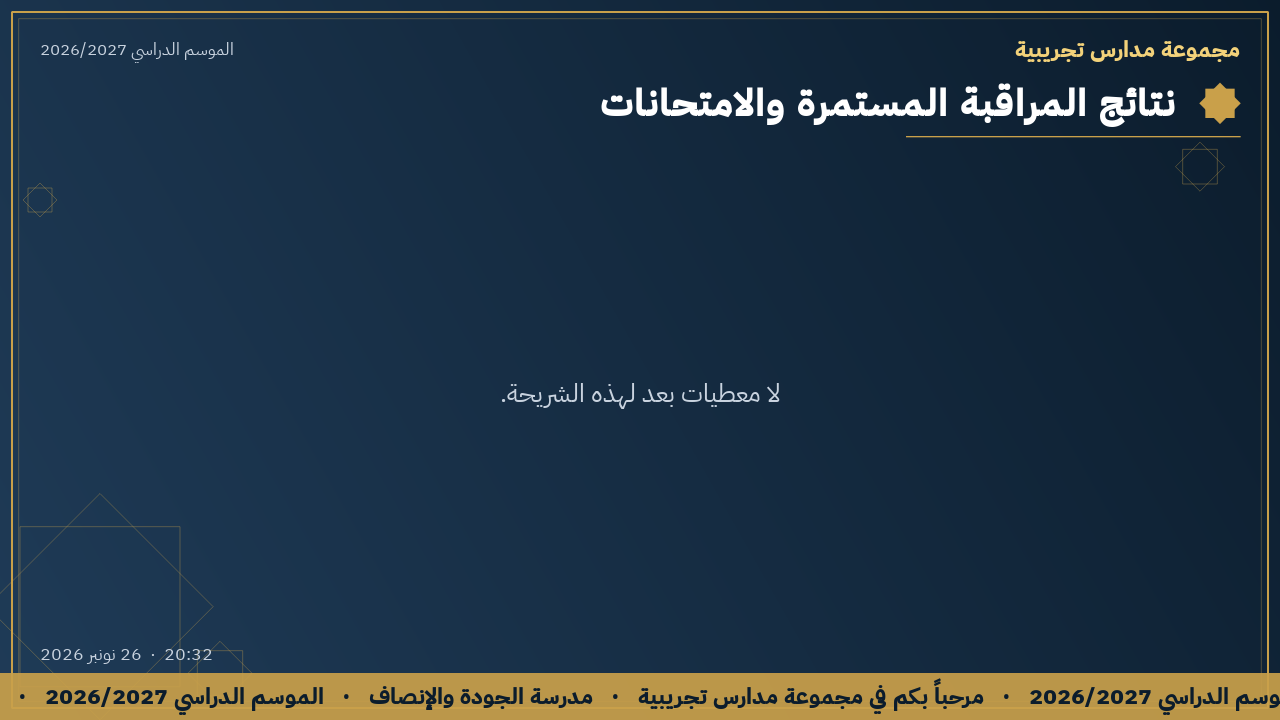 مجموعة مدارس تجريبية
الموسم الدراسي 2026/2027
نتائج المراقبة المستمرة والامتحانات
لا معطيات بعد لهذه الشريحة.
20:32 · 26 نونبر 2026
وسم الدراسي 2026/2027 · مرحباً بكم في مجموعة مدارس تجريبية · مدرسة الجودة والإنصاف · الموسم الدراسي 2026/2027 ·